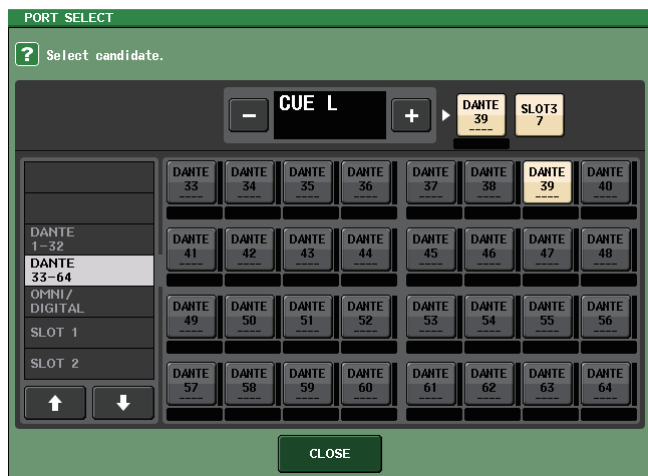 PORT SELECT
? Select candidate.
− CUE L + DANTE 39 ---- SLOT3 7
DANTE 33 ---- DANTE 34 ---- DANTE 35 ---- DANTE 36 ---- DANTE 37 ---- DANTE 38 ---- DANTE 39 ---- DANTE 40 ----
DANTE 41 ---- DANTE 42 ---- DANTE 43 ---- DANTE 44 ---- DANTE 45 ---- DANTE 46 ---- DANTE 47 ---- DANTE 48 ----
DANTE 49 ---- DANTE 50 ---- DANTE 51 ---- DANTE 52 ---- DANTE 53 ---- DANTE 54 ---- DANTE 55 ---- DANTE 56 ----
DANTE 57 ---- DANTE 58 ---- DANTE 59 ---- DANTE 60 ---- DANTE 61 ---- DANTE 62 ---- DANTE 63 ---- DANTE 64 ----
DANTE
1-32
DANTE
33-64
OMNI/
DIGITAL
SLOT 1
SLOT 2
CLOSE